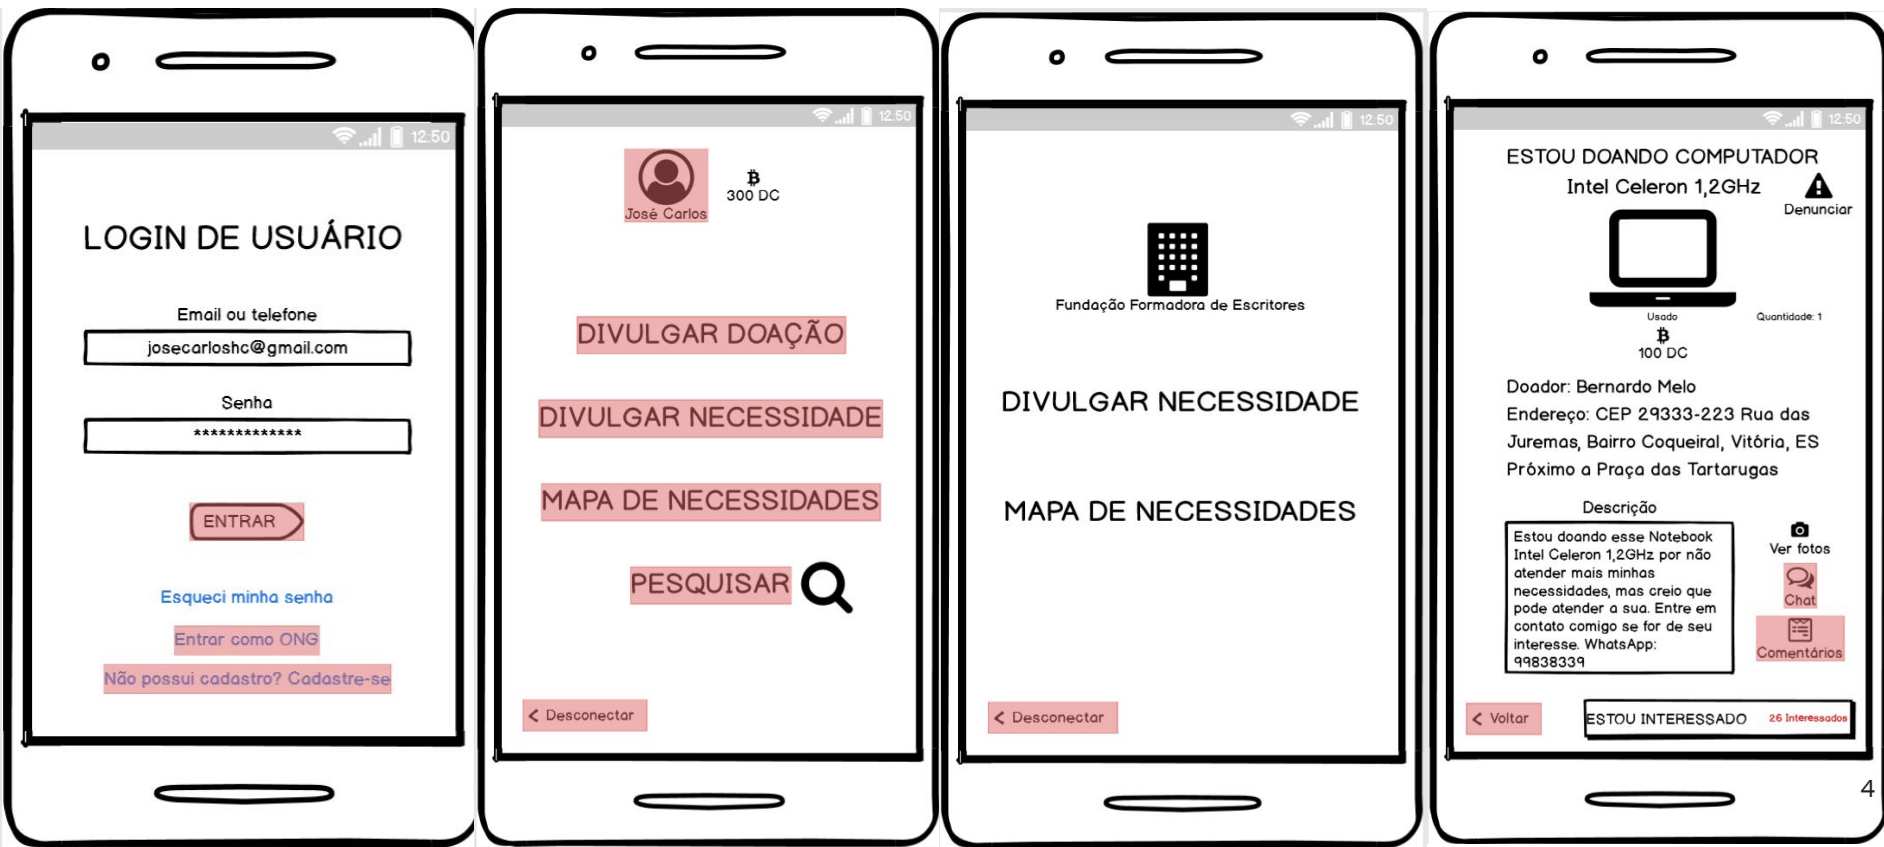 12:50
LOGIN DE USUÁRIO
Email ou telefone
josecarloshc@gmail.com
Senha
*************
ENTRAR
Esqueci minha senha
Entrar como ONG
Não possui cadastro? Cadastre-se
12:50
José Carlos
300 DC
DIVULGAR DOAÇÃO
DIVULGAR NECESSIDADE
MAPA DE NECESSIDADES
PESQUISAR
< Desconectar
12:50
Fundação Formadora de Escritores
DIVULGAR NECESSIDADE
MAPA DE NECESSIDADES
< Desconectar
12:50
ESTOU DOANDO COMPUTADOR
Intel Celeron 1,2GHz
Denunciar
Usado
Quantidade: 1
100 DC
Doador: Bernardo Melo
Endereço: CEP 29333-223 Rua das
Juremas, Bairro Coqueiral, Vitória, ES
Próximo a Praça das Tartarugas
Descrição
Estou doando esse Notebook
Intel Celeron 1,2GHz por não
atender mais minhas
necessidades, mas creio que
pode atender a sua. Entre em
contato comigo se for de seu
interesse. WhatsApp:
99838339
Ver fotos
Chat
Comentários
< Voltar
ESTOU INTERESSADO
26 Interessados
4